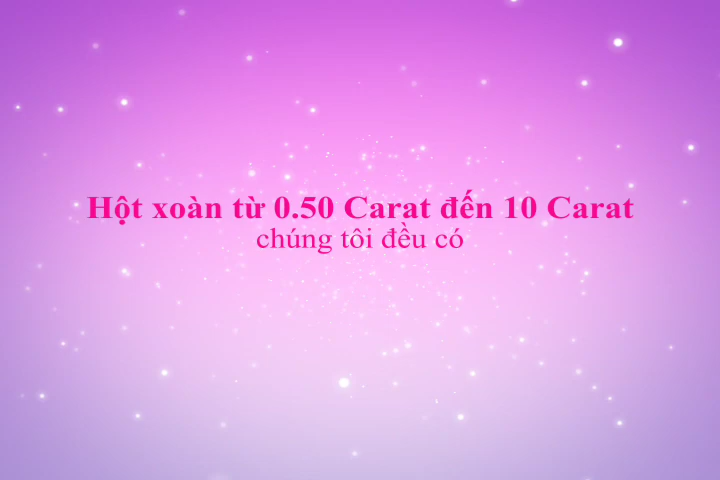 Hột xoàn từ 0.50 Carat đến 10 Carat
chúng tôi đều có